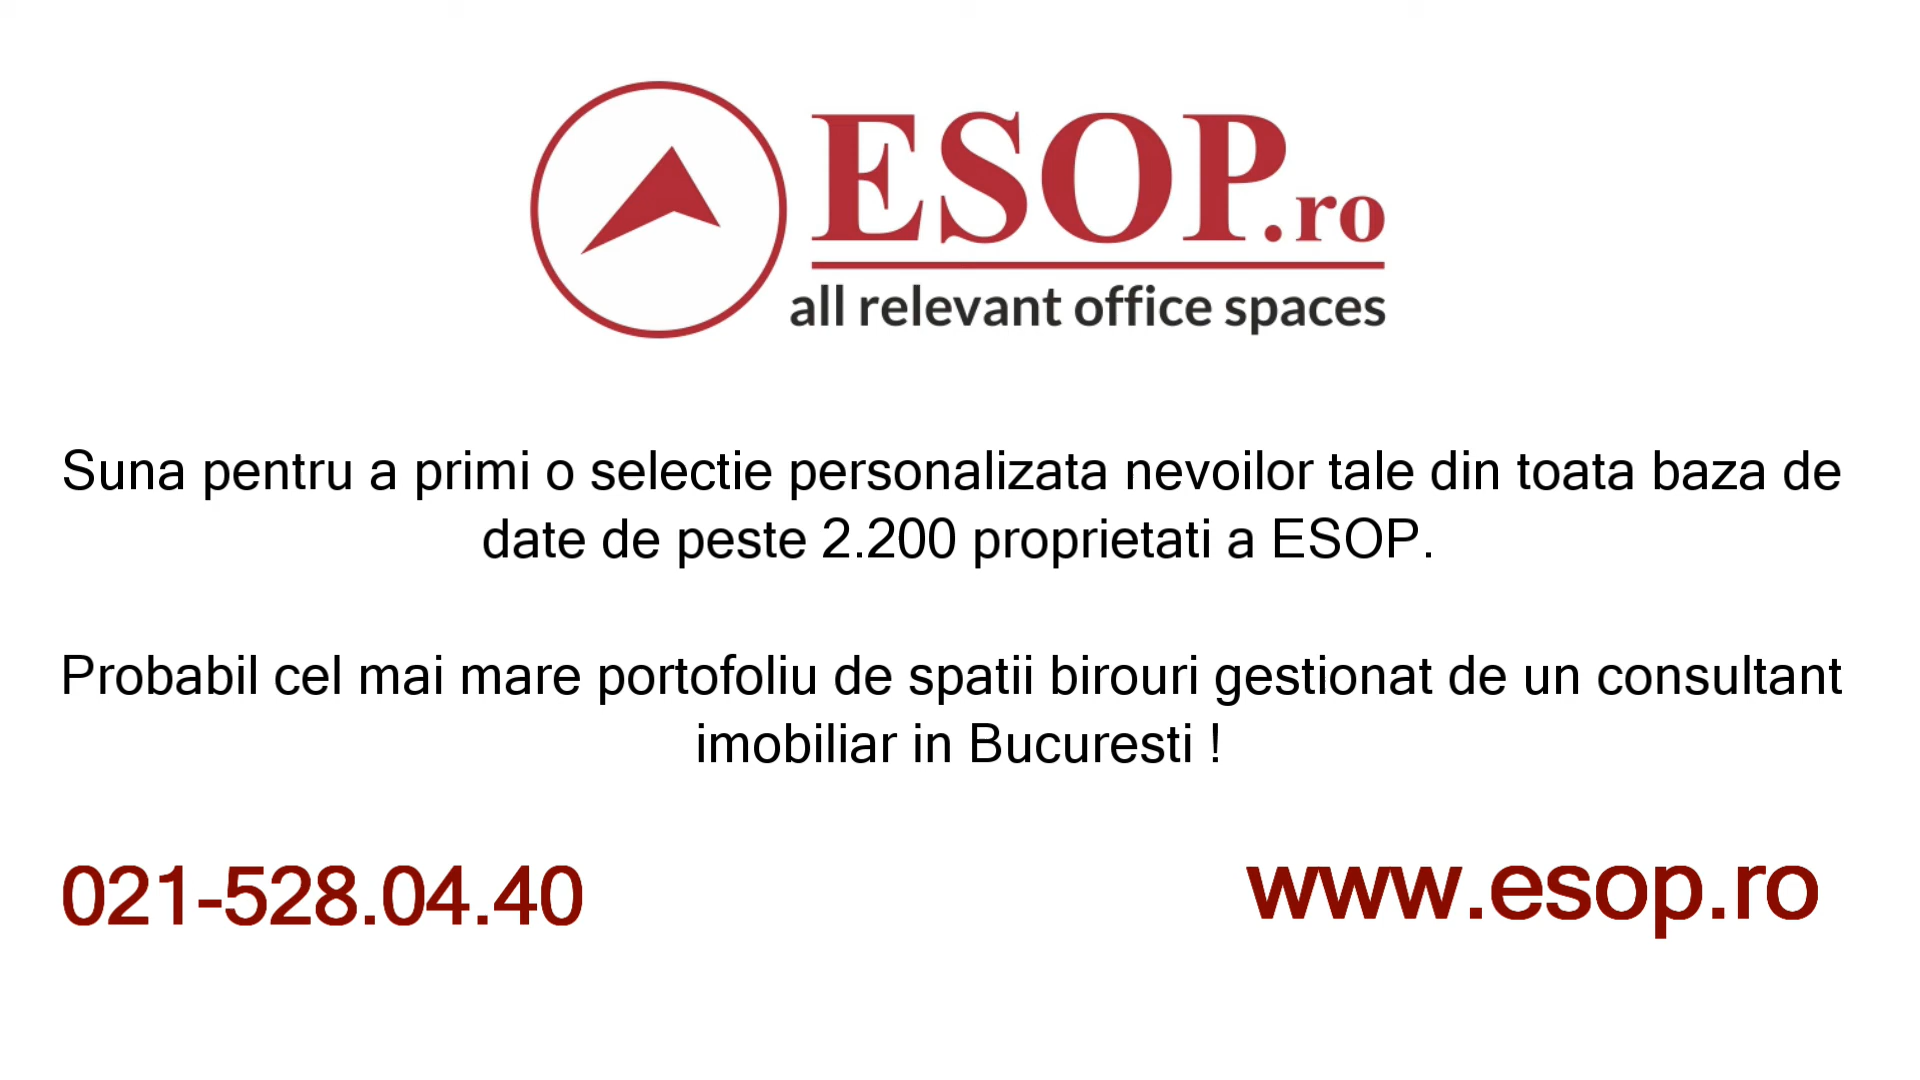 ESOP.ro
all relevant office spaces
Suna pentru a primi o selectie personalizata nevoilor tale din toata baza de
date de peste 2.200 proprietati a ESOP.
Probabil cel mai mare portofoliu de spatii birouri gestionat de un consultant
imobiliar in Bucuresti !
021-528.04.40
www.esop.ro